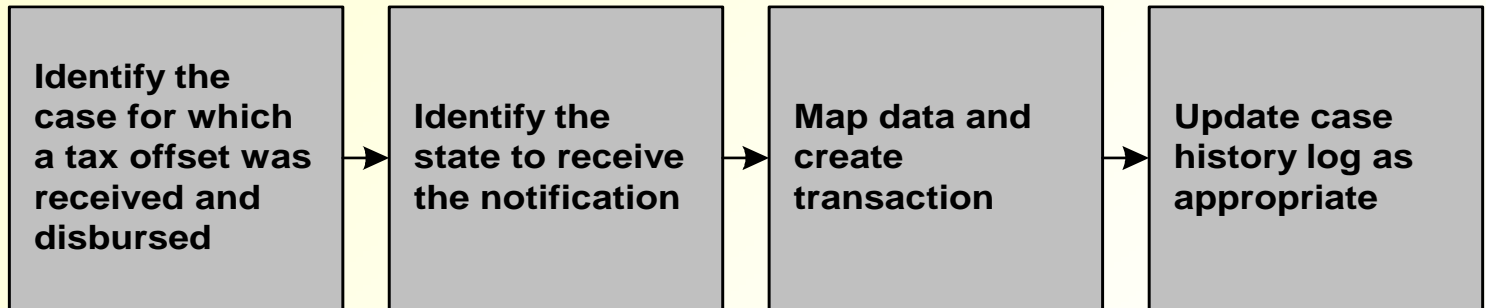 Identify the
case for which
a tax offset was
received and
disbursed
Identify the
state to receive
the notification
Map data and
create
transaction
Update case
history log as
appropriate